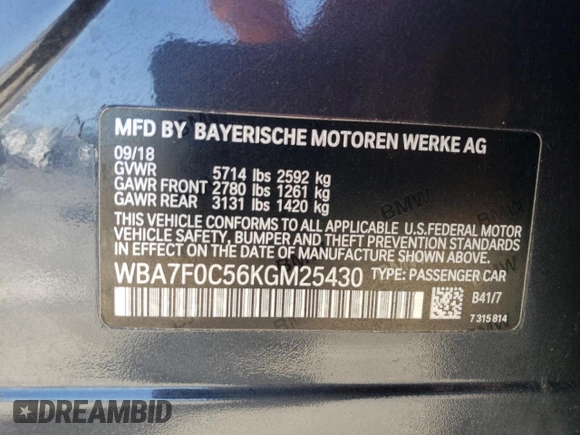 MFD BY BAYERISCHE MOTOREN WERKE AG
09/18
GVWR 5714 lbs 2592 kg
GAWR FRONT 2780 lbs 1261 kg
GAWR REAR 3131 lbs 1420 kg
THIS VEHICLE CONFORMS TO ALL APPLICABLE U.S.FEDERAL MOTOR
VEHICLE SAFETY, BUMPER AND THEFT PREVENTION STANDARDS
IN EFFECT ON THE DATE OF MANUFACTURE SHOWN ABOVE.
WBA7F0C56KGM25430 TYPE: PASSENGER CAR
B41/7
7 315 814
DREAMBID